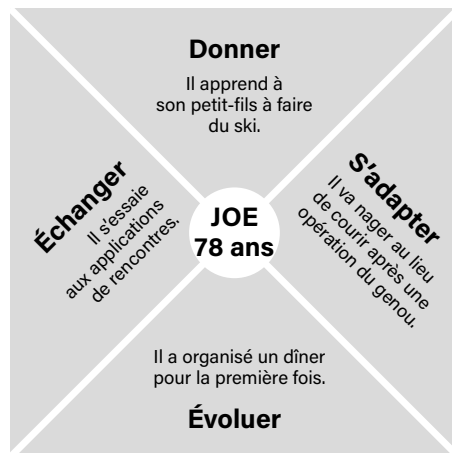 Donner
Il apprend à
son petit-fils à faire
du ski.
Échanger
Il s'essaie
aux applications
de rencontres.
JOE
78 ans
S'adapter
Il va nager au lieu
de courir après une
opération du genou.
Il a organisé un dîner
pour la première fois.
Évoluer